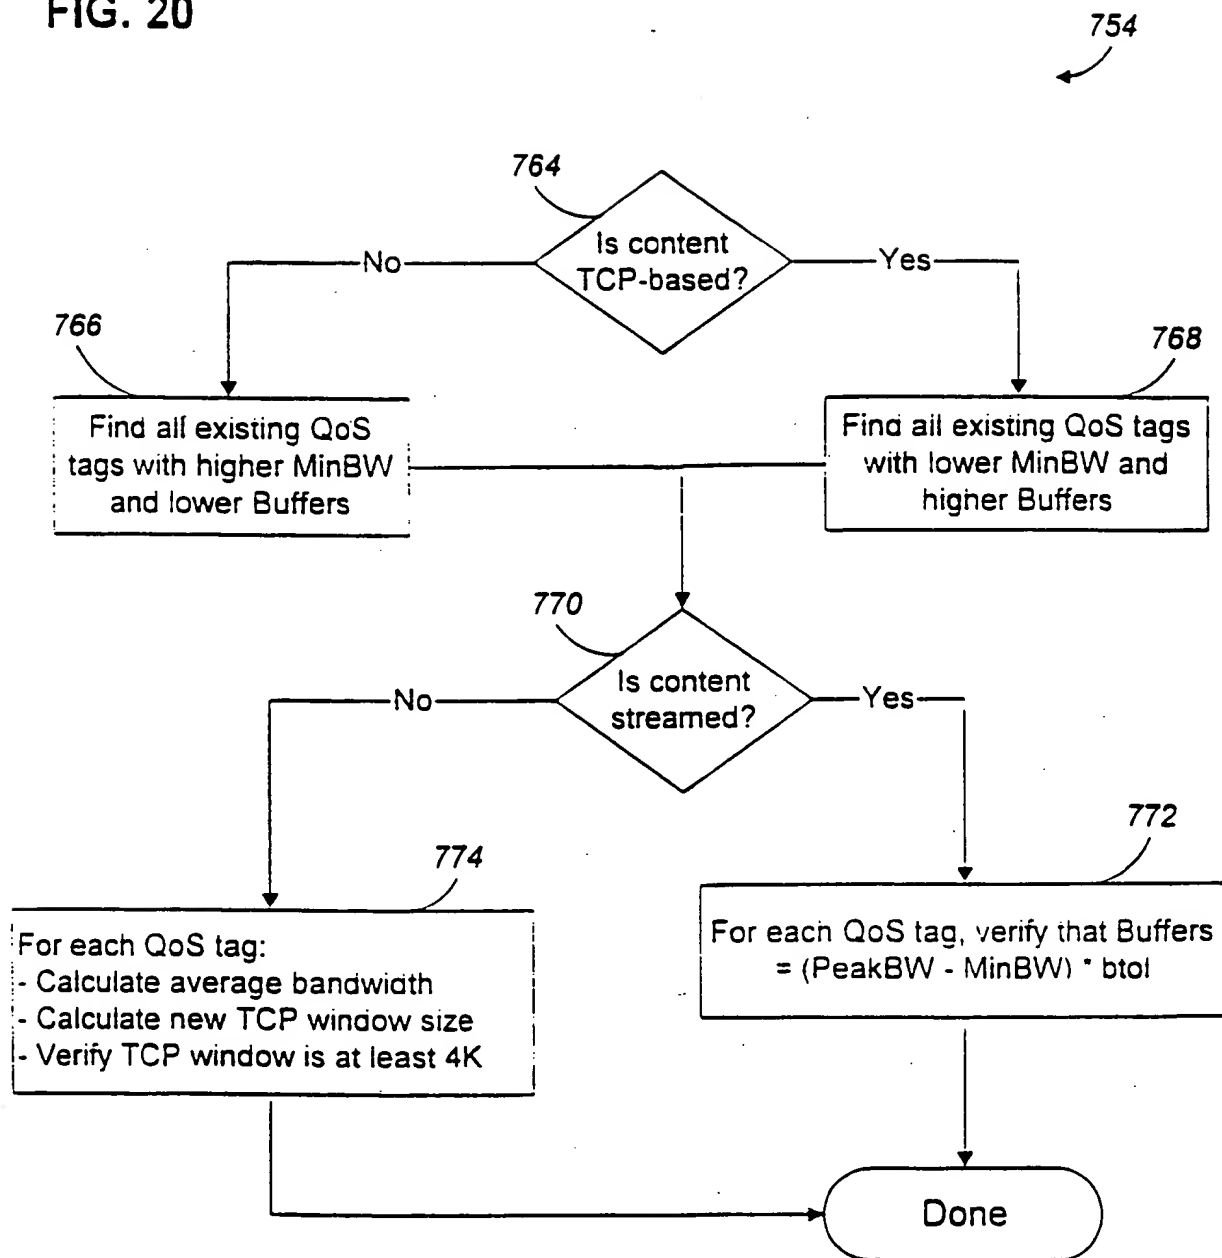 FIG. 20
754
764
Is content
TCP-based?
No
Yes
766
768
Find all existing QoS
tags with higher MinBW
and lower Buffers
Find all existing QoS tags
with lower MinBW and
higher Buffers
770
Is content
streamed?
No
Yes
772
774
For each QoS tag:
- Calculate average bandwidth
- Calculate new TCP window size
- Verify TCP window is at least 4K
For each QoS tag, verify that Buffers
= (PeakBW - MinBW) * btol
Done